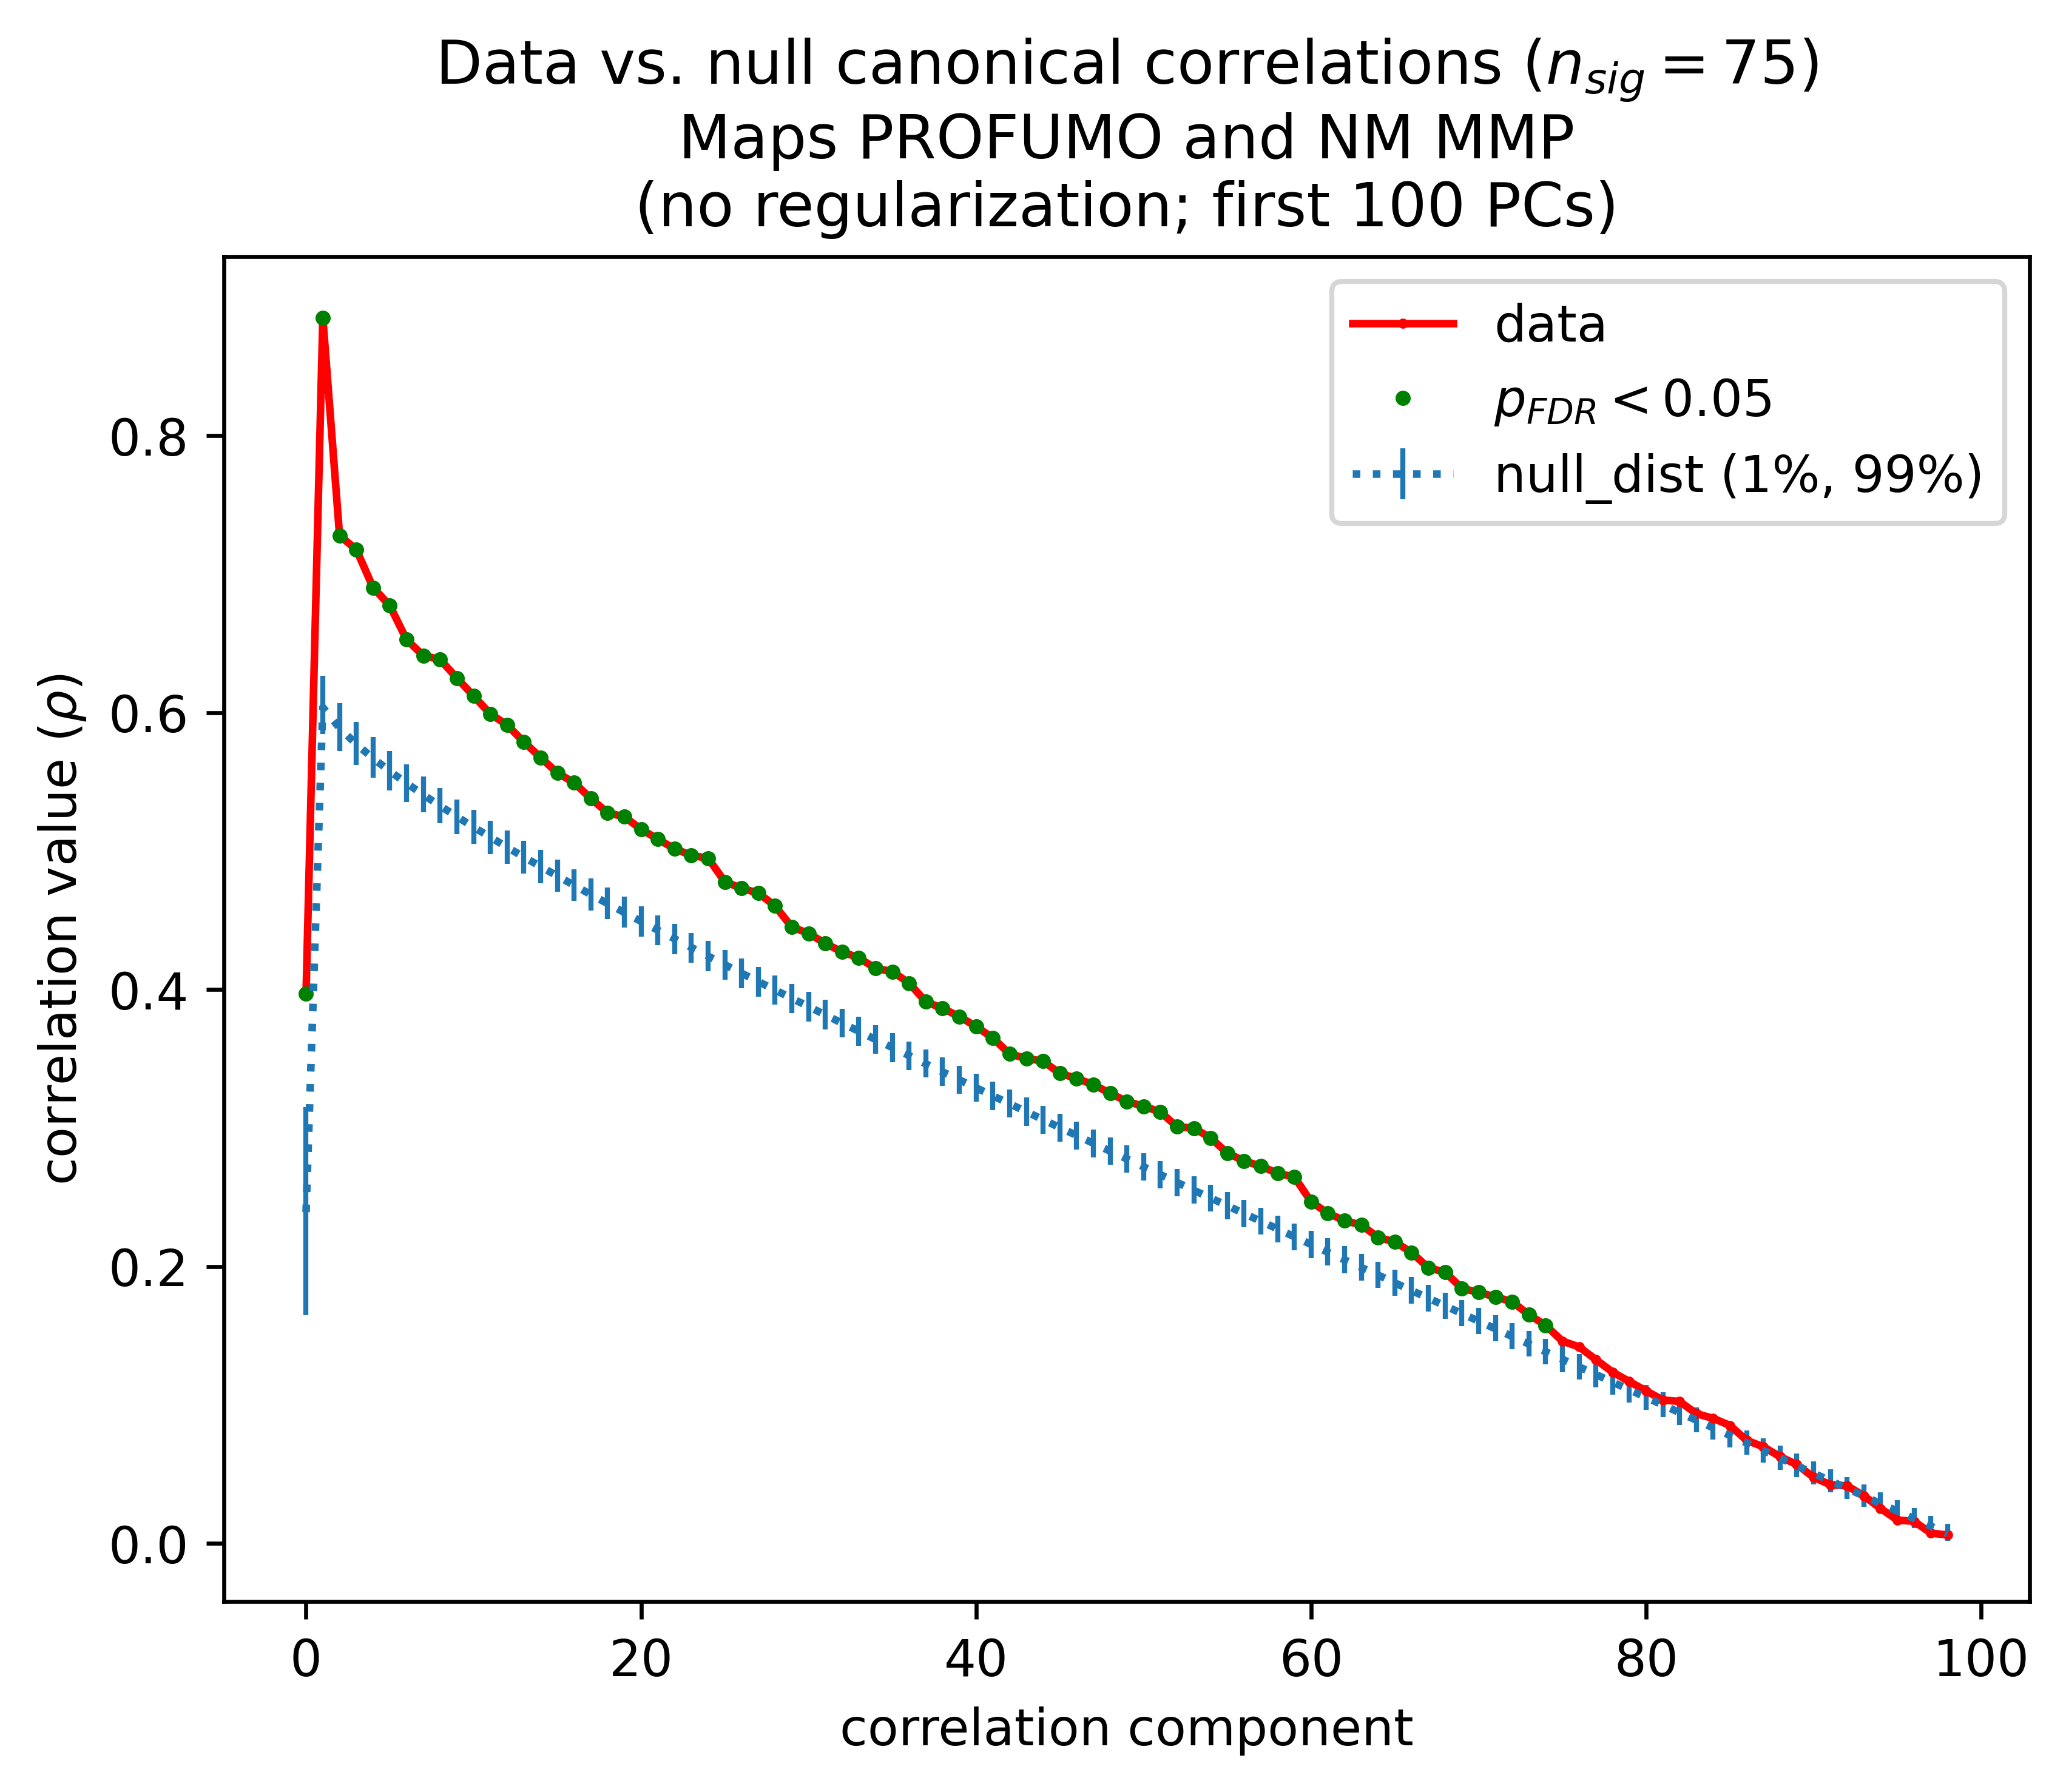 Data vs. null canonical correlations (n_sig = 75)
Maps PROFUMO and NM MMP
(no regularization; first 100 PCs)
data
p_FDR < 0.05
null_dist (1%, 99%)
correlation value (ρ)
0.8
0.6
0.4
0.2
0.0
0 20 40 60 80 100
correlation component